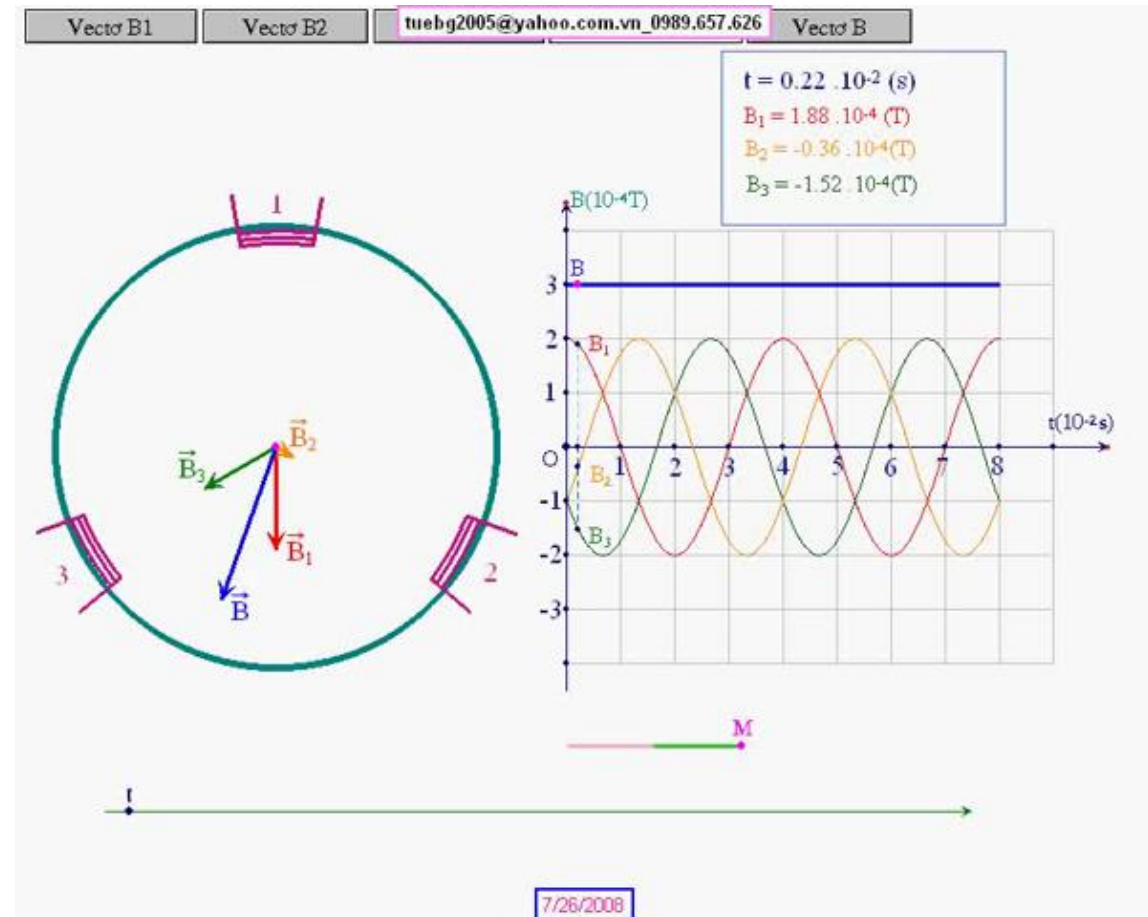 Vectơ B1 Vectơ B2 tuebg2005@yahoo.com.vn_0989.657.626 Vectơ B
t = 0.22 .10-2 (s)
B1 = 1.88 .10-4 (T)
B2 = -0.36 .10-4(T)
B3 = -1.52 .10-4(T)
1
B(10-4T)
B
3
2
B1
1
t(10-2s)
O 1 2 3 4 5 6 7 8
B2
-1
B3
-2
-3
B2
B3
B1
3
2
B
M
t
7/26/2008